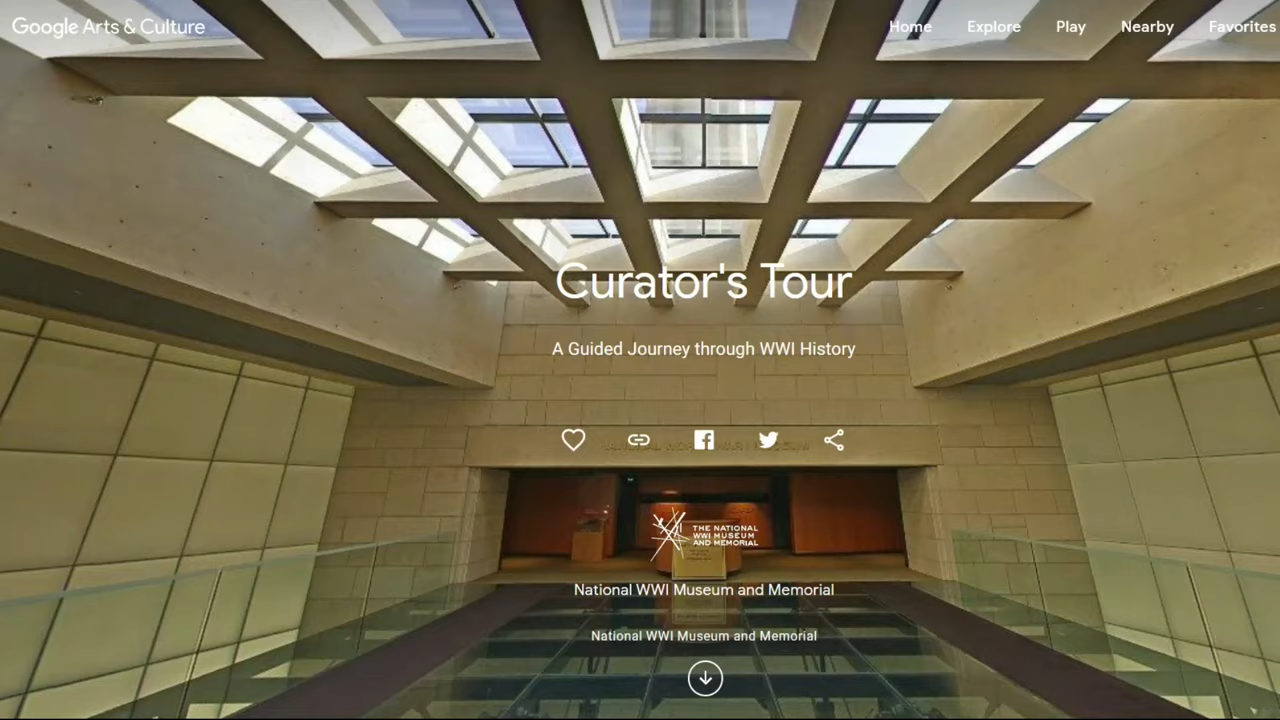 Google Arts & Culture
Home Explore Play Nearby Favorites
Curator's Tour
A Guided Journey through WWI History
THE NATIONAL
WWI MUSEUM
AND MEMORIAL
National WWI Museum and Memorial
National WWI Museum and Memorial